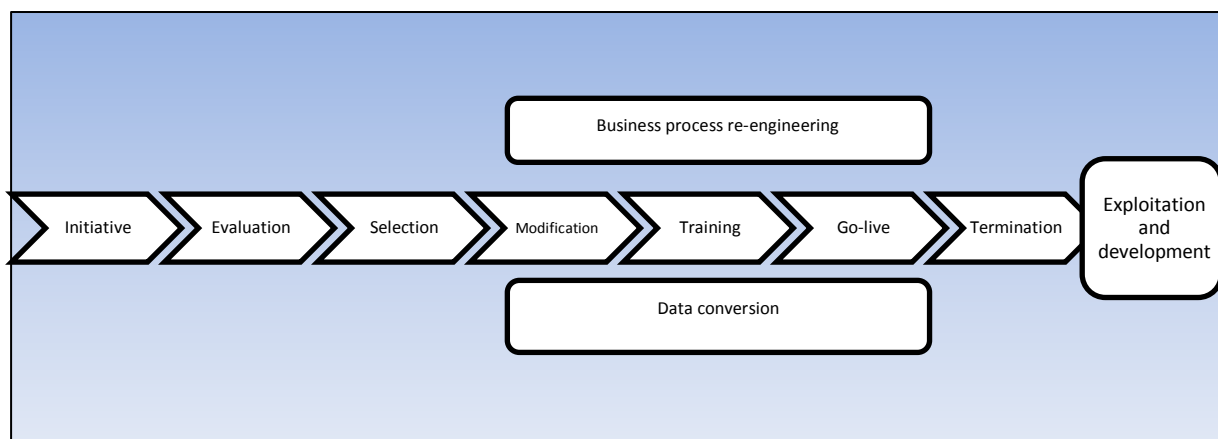 Business process re-engineering
Initiative
Evaluation
Selection
Modification
Training
Go-live
Termination
Exploitation
and
development
Data conversion